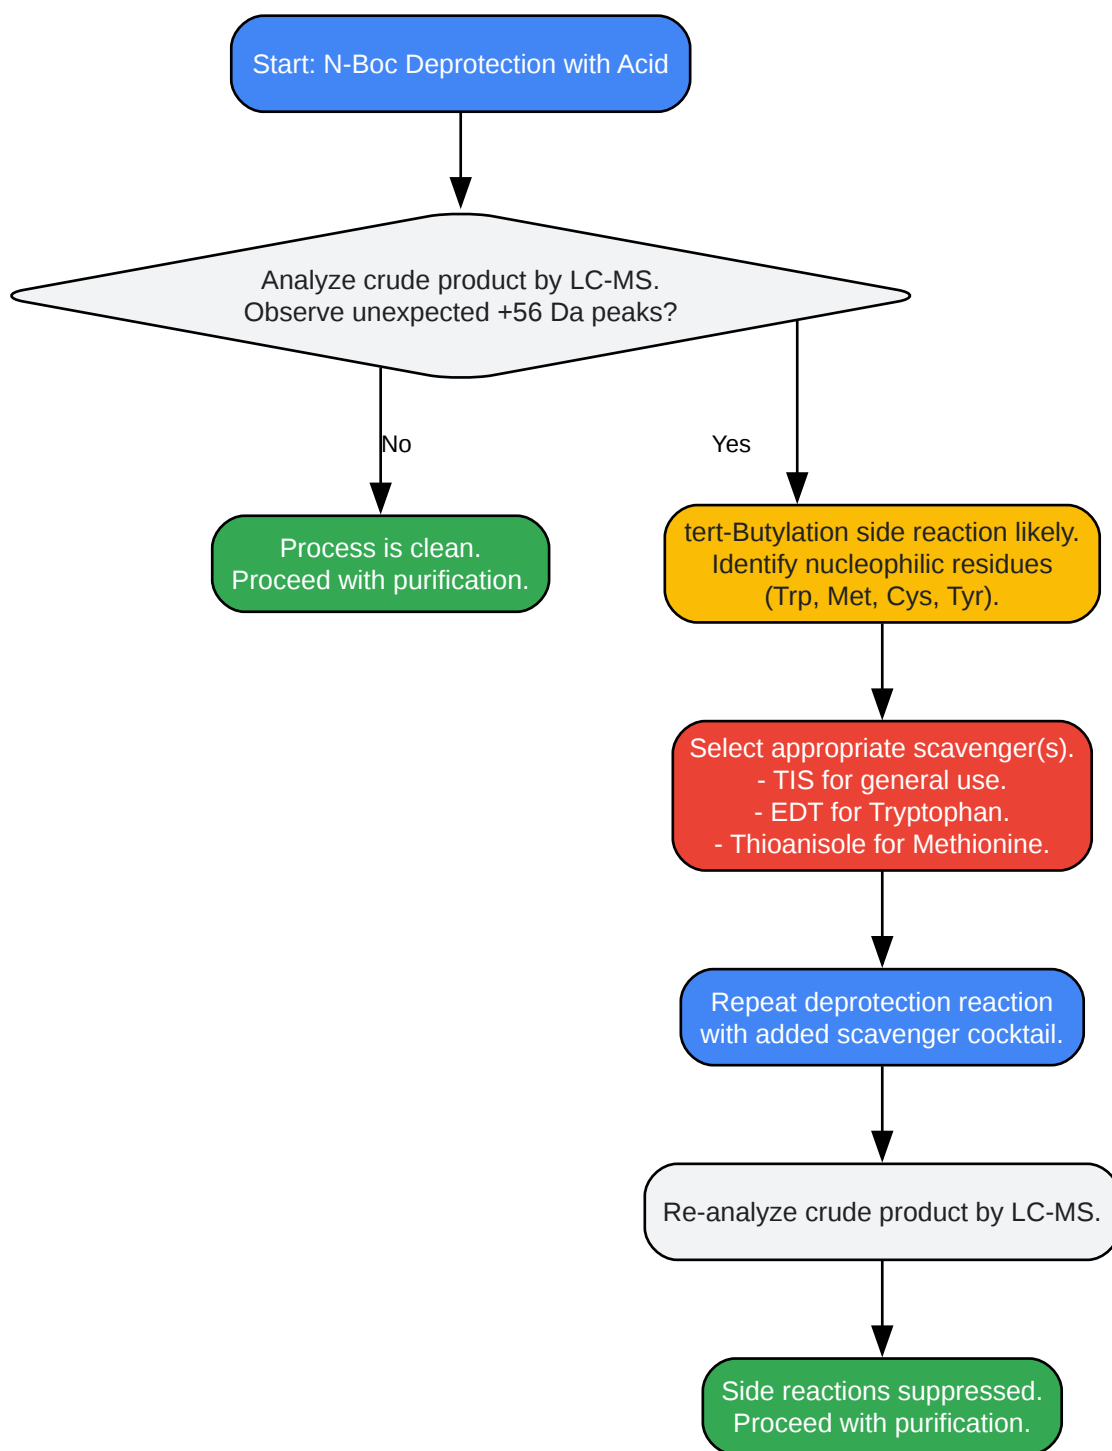 Start: N-Boc Deprotection with Acid
Analyze crude product by LC-MS.
Observe unexpected +56 Da peaks?
No
Yes
Process is clean.
Proceed with purification.
tert-Butylation side reaction likely.
Identify nucleophilic residues
(Trp, Met, Cys, Tyr).
Select appropriate scavenger(s).
- TIS for general use.
- EDT for Tryptophan.
- Thioanisole for Methionine.
Repeat deprotection reaction
with added scavenger cocktail.
Re-analyze crude product by LC-MS.
Side reactions suppressed.
Proceed with purification.